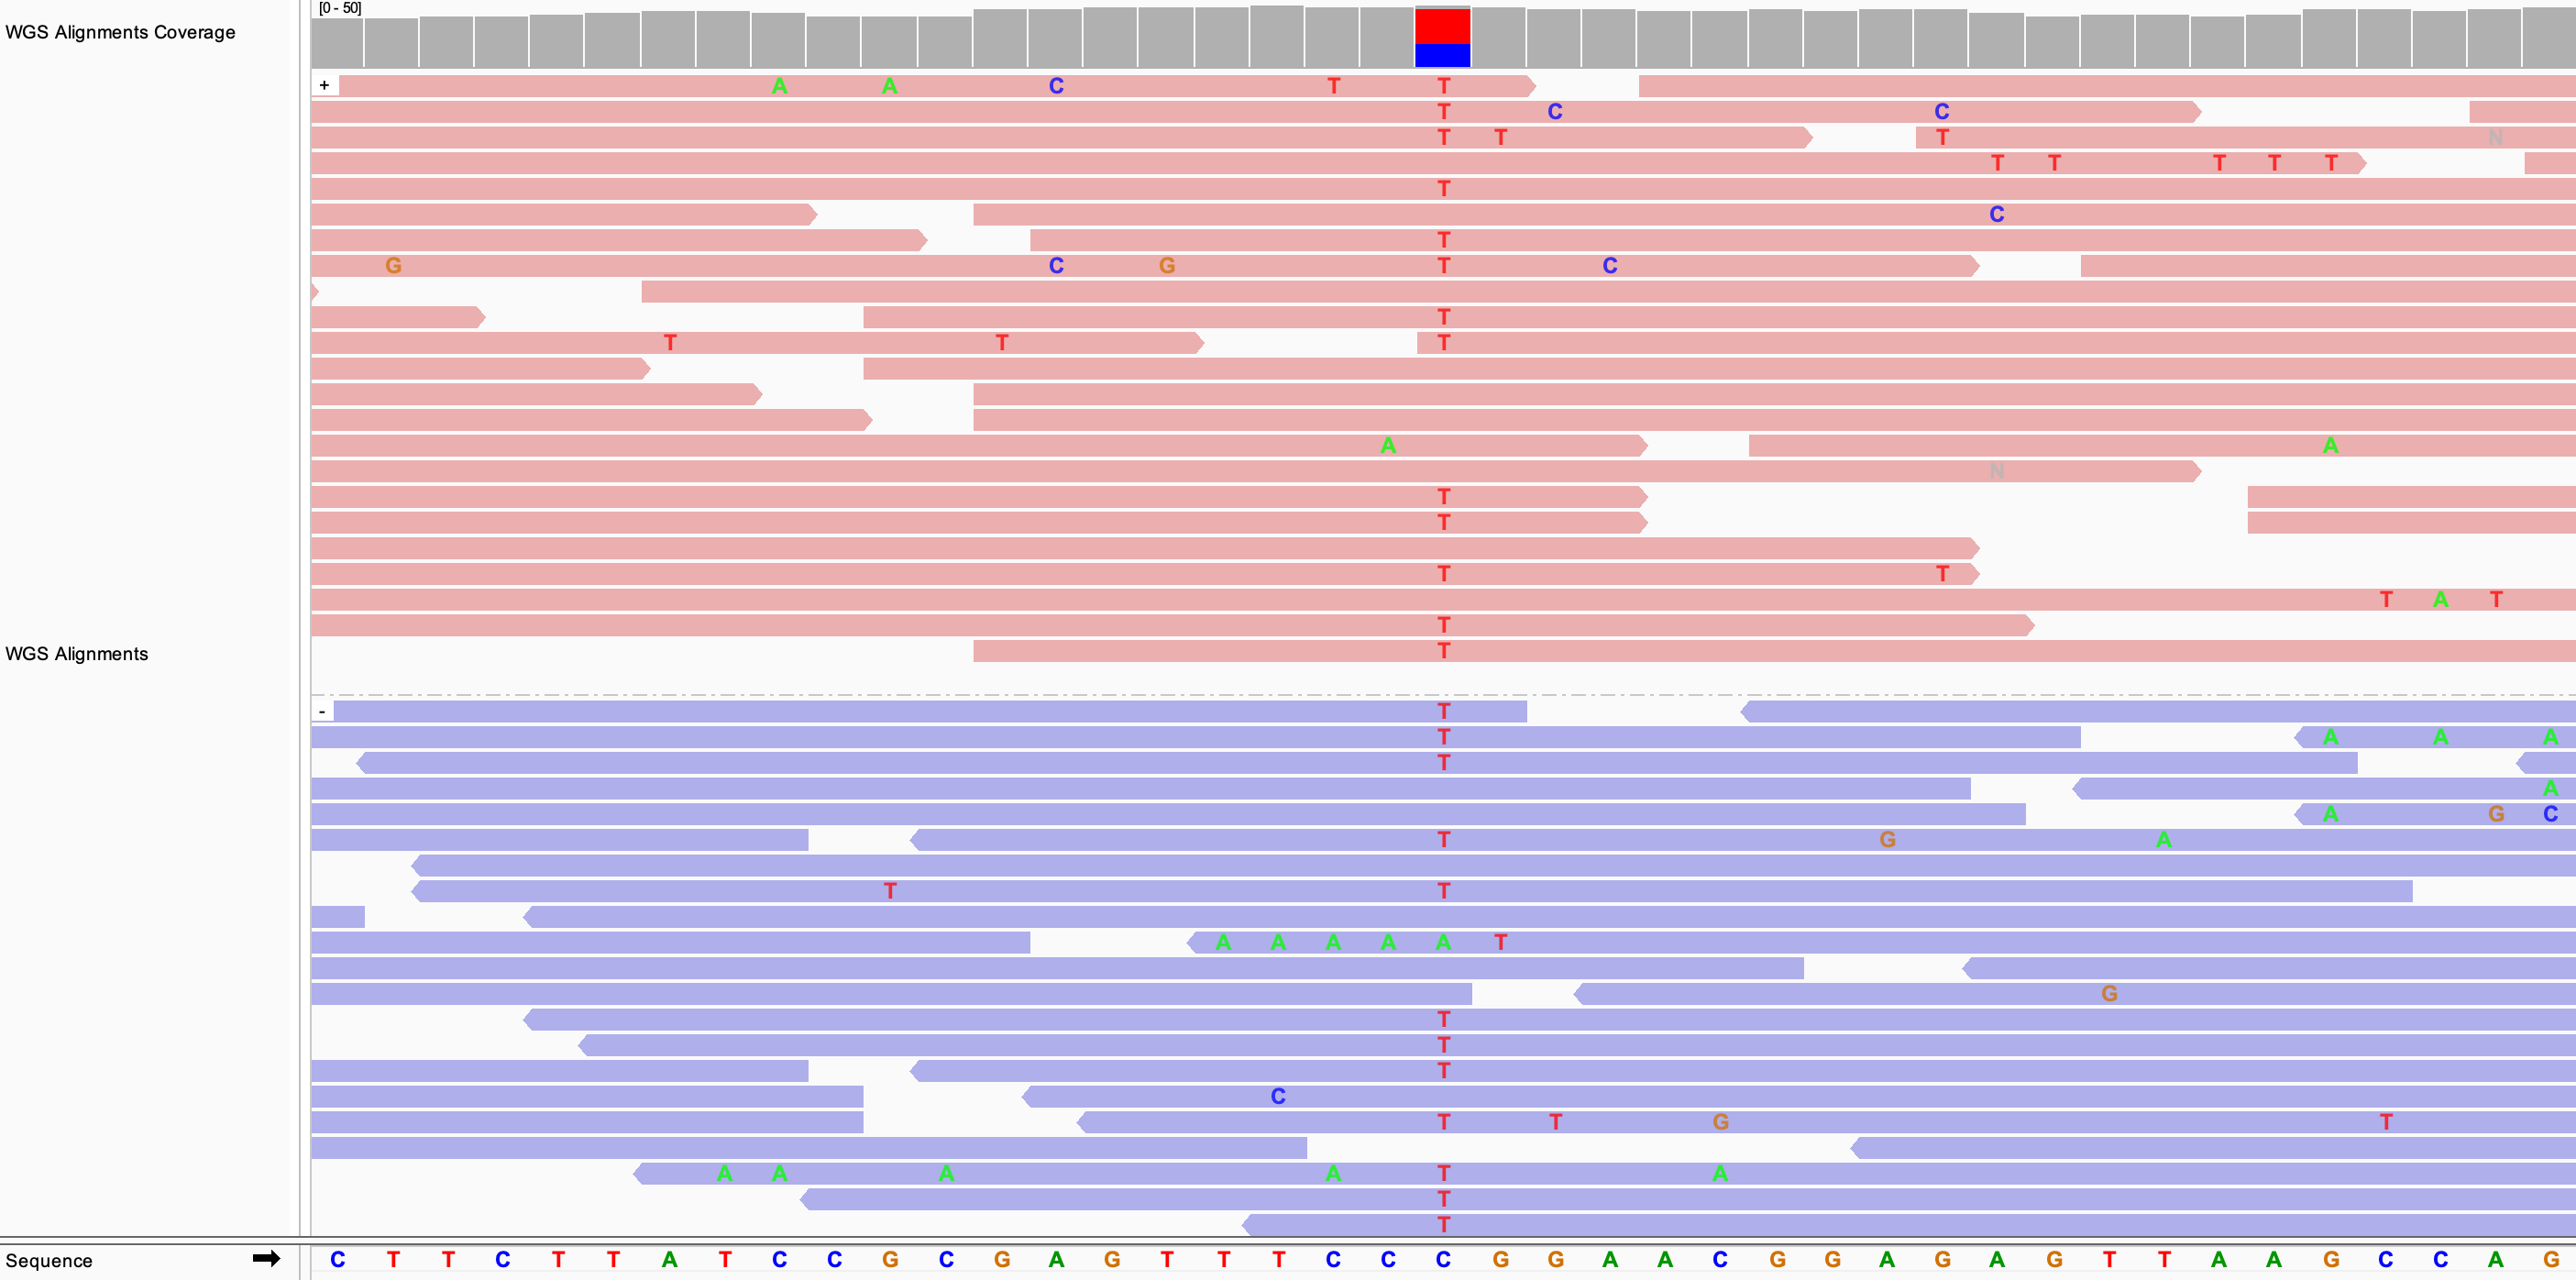 [0 - 50]
WGS Alignments Coverage
+ A A C T T
T C C
T T T N
T T T T T
T
C
T
G C G T C
T
T T T
A A
N
T
T
T T
T A T
T
WGS Alignments T
- T
T A A A
T
A
A G C
T G A
T T
A A A A A T
G
T
T
T
C
T T G T
A A A A T A
T
T
Sequence C T T C T T A T C C G C G A G T T T C C C G G A A C G G A G A G T T A A G C C A G